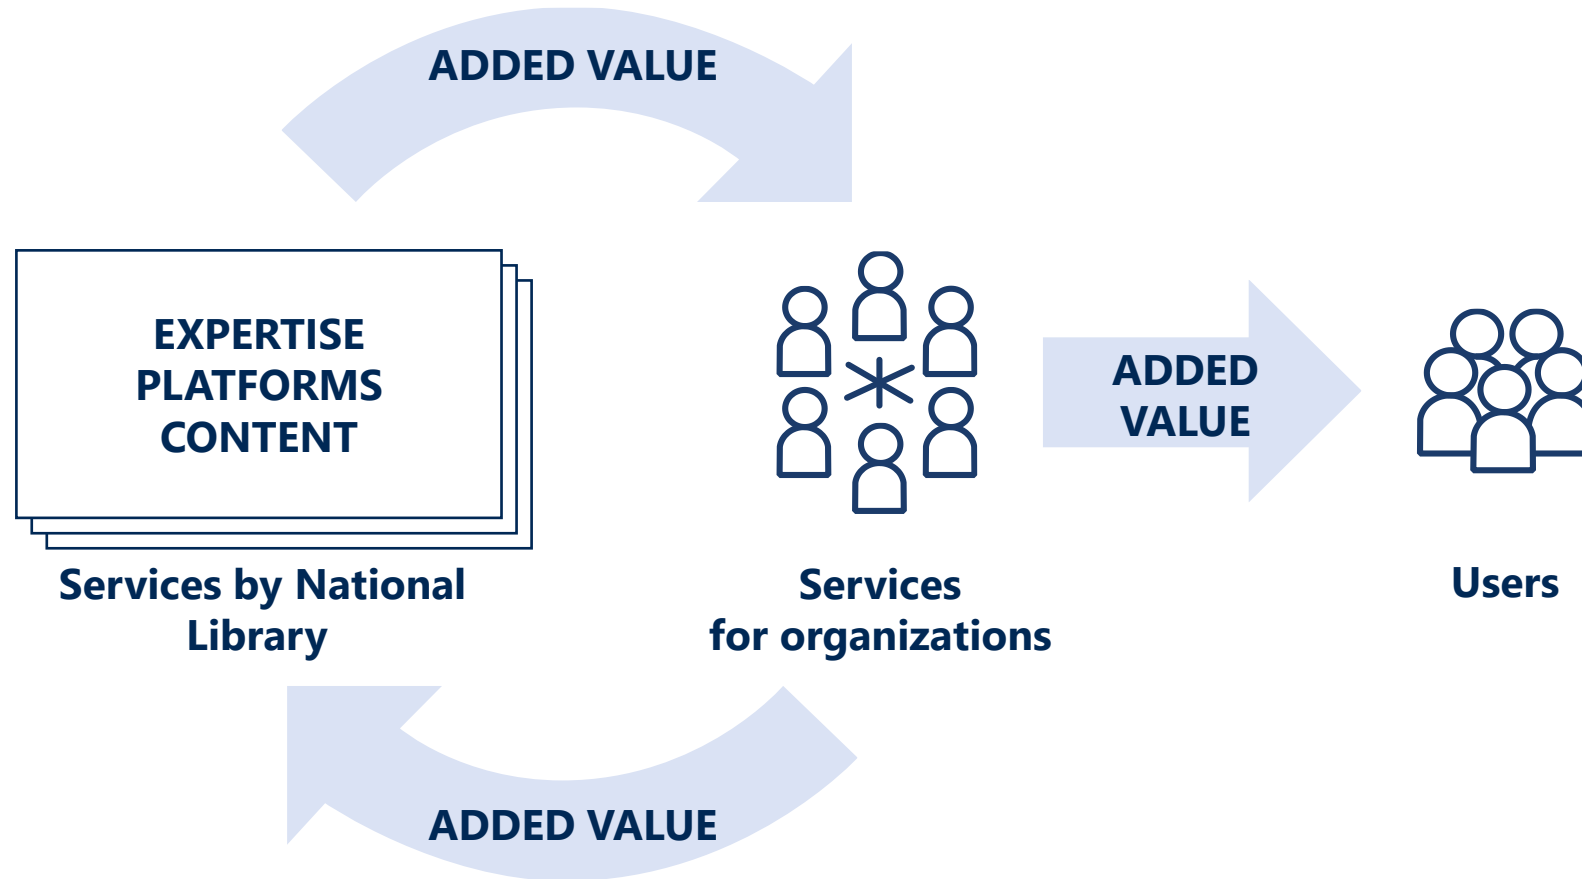 ADDED VALUE
EXPERTISE
PLATFORMS
CONTENT
Services by National
Library
Services
for organizations
ADDED
VALUE
Users
ADDED VALUE